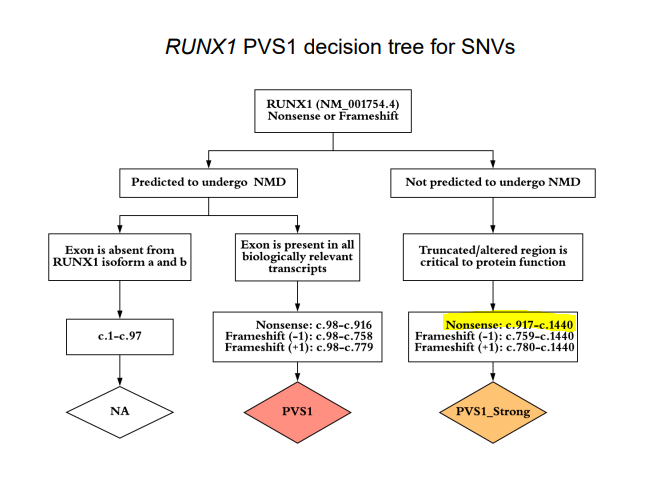 RUNX1 PVS1 decision tree for SNVs
RUNX1 (NM_001754.4)
Nonsense or Frameshift
Predicted to undergo NMD
Not predicted to undergo NMD
Exon is absent from
RUNX1 isoform a and b
Exon is present in all
biologically relevant
transcripts
Truncated/altered region is
critical to protein function
c.1–c.97
Nonsense: c.98–c.916
Frameshift (-1): c.98–c.758
Frameshift (+1): c.98–c.779
Nonsense: c.917–c.1440
Frameshift (-1): c.759–c.1440
Frameshift (+1): c.780–c.1440
NA
PVS1
PVS1_Strong